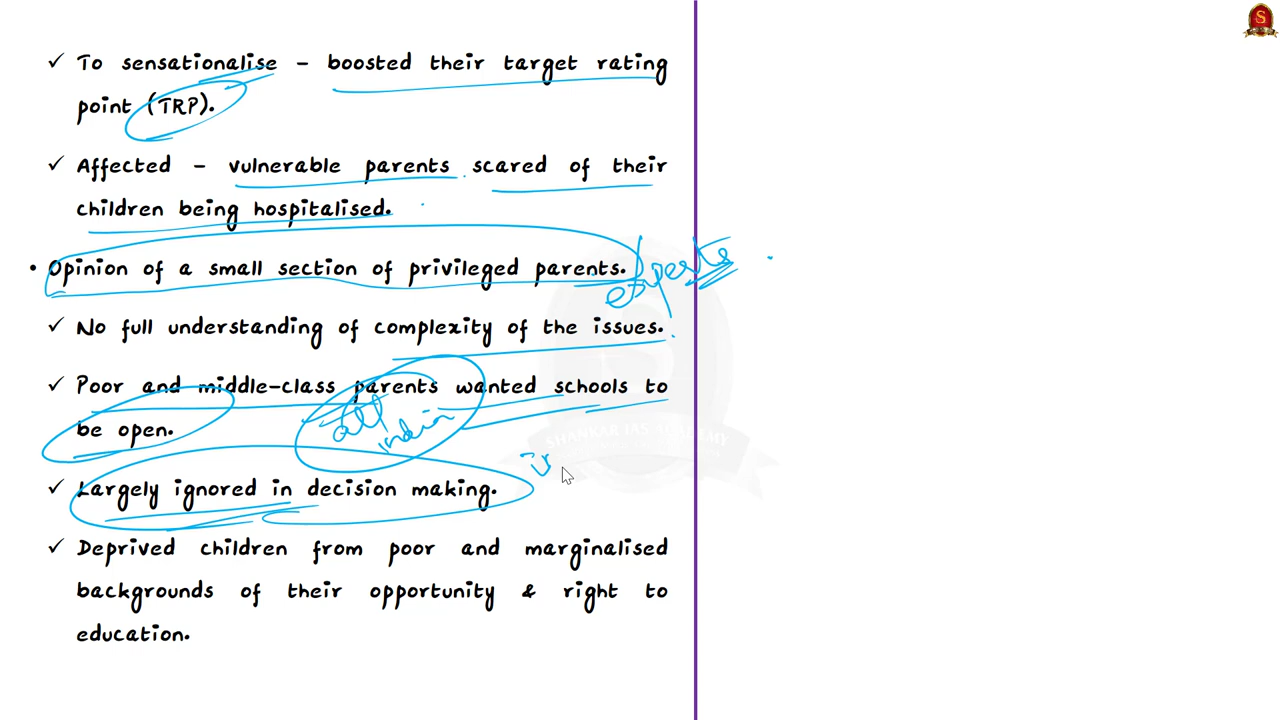 ✓ To sensationalise – boosted their target rating
point (TRP).
✓ Affected – vulnerable parents scared of their
children being hospitalised.
• Opinion of a small section of privileged parents.
experts
✓ No full understanding of complexity of the issues.
✓ Poor and middle-class parents wanted schools to
be open.
all
india
SHANKAR IAS ACADEMY
✓ Largely ignored in decision making.
✓ Deprived children from poor and marginalised
backgrounds of their opportunity & right to
education.